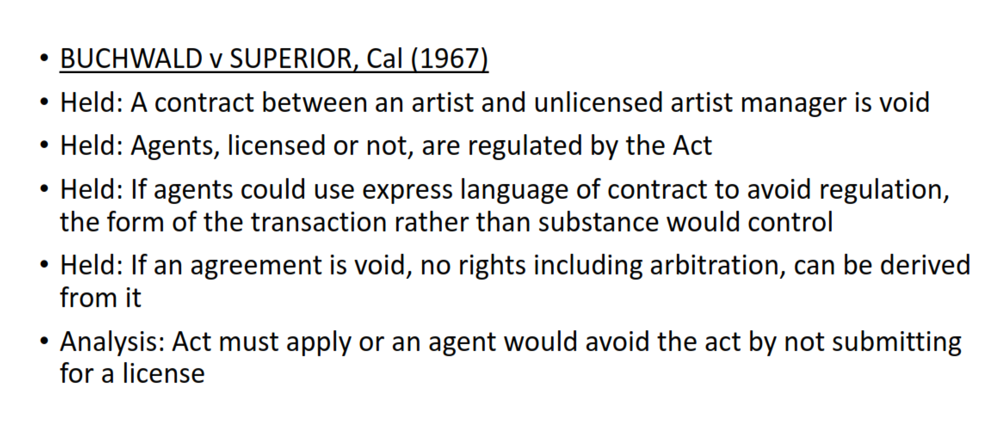 • BUCHWALD v SUPERIOR, Cal (1967)
• Held: A contract between an artist and unlicensed artist manager is void
• Held: Agents, licensed or not, are regulated by the Act
• Held: If agents could use express language of contract to avoid regulation,
the form of the transaction rather than substance would control
• Held: If an agreement is void, no rights including arbitration, can be derived
from it
• Analysis: Act must apply or an agent would avoid the act by not submitting
for a license